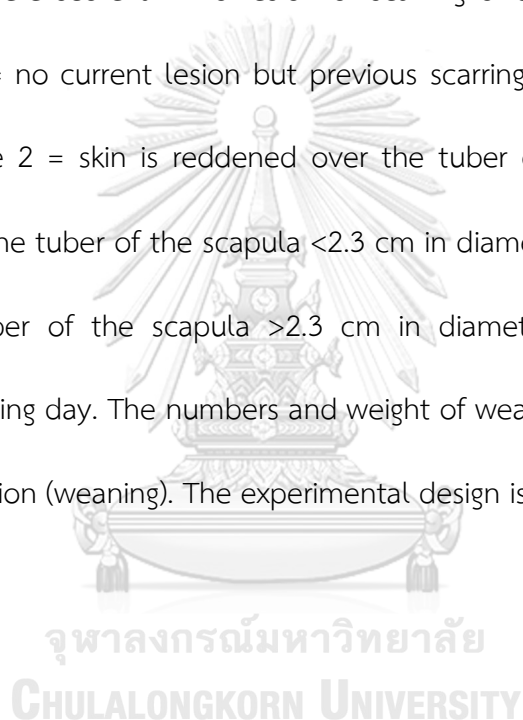 = no current lesion but previous scarring
2 = skin is reddened over the tuber
he tuber of the scapula <2.3 cm in diame
ber of the scapula >2.3 cm in diamet
ing day. The numbers and weight of wea
ion (weaning). The experimental design is
จุฬาลงกรณ์มหาวิทยาลัย
CHULALONGKORN UNIVERSITY